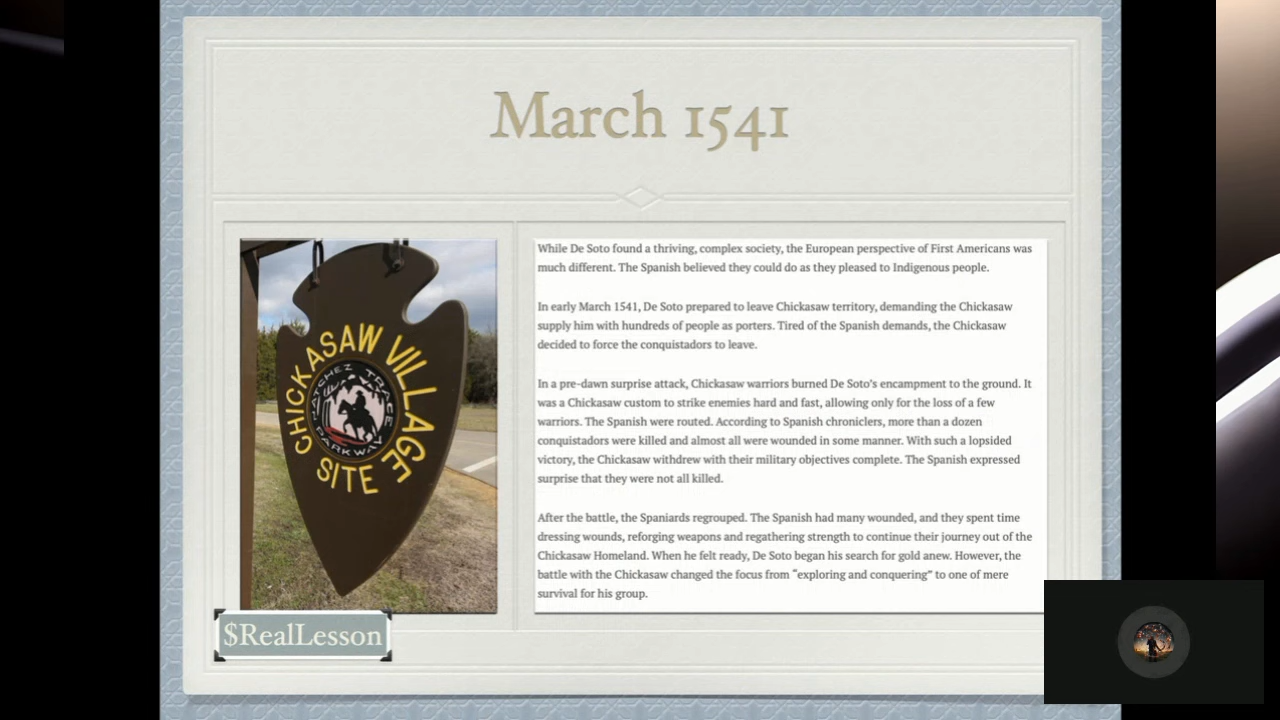 March 1541
CHICKASAW VILLAGE
NATCHEZ TRACE
PARKWAY
SITE
While De Soto found a thriving, complex society, the European perspective of First Americans was
much different. The Spanish believed they could do as they pleased to Indigenous people.
In early March 1541, De Soto prepared to leave Chickasaw territory, demanding the Chickasaw
supply him with hundreds of people as porters. Tired of the Spanish demands, the Chickasaw
decided to force the conquistadors to leave.
In a pre-dawn surprise attack, Chickasaw warriors burned De Soto’s encampment to the ground. It
was a Chickasaw custom to strike enemies hard and fast, allowing only for the loss of a few
warriors. The Spanish were routed. According to Spanish chroniclers, more than a dozen
conquistadors were killed and almost all were wounded in some manner. With such a lopsided
victory, the Chickasaw withdrew with their military objectives complete. The Spanish expressed
surprise that they were not all killed.
After the battle, the Spaniards regrouped. The Spanish had many wounded, and they spent time
dressing wounds, reforging weapons and regathering strength to continue their journey out of the
Chickasaw Homeland. When he felt ready, De Soto began his search for gold anew. However, the
battle with the Chickasaw changed the focus from “exploring and conquering” to one of mere
survival for his group.
$RealLesson